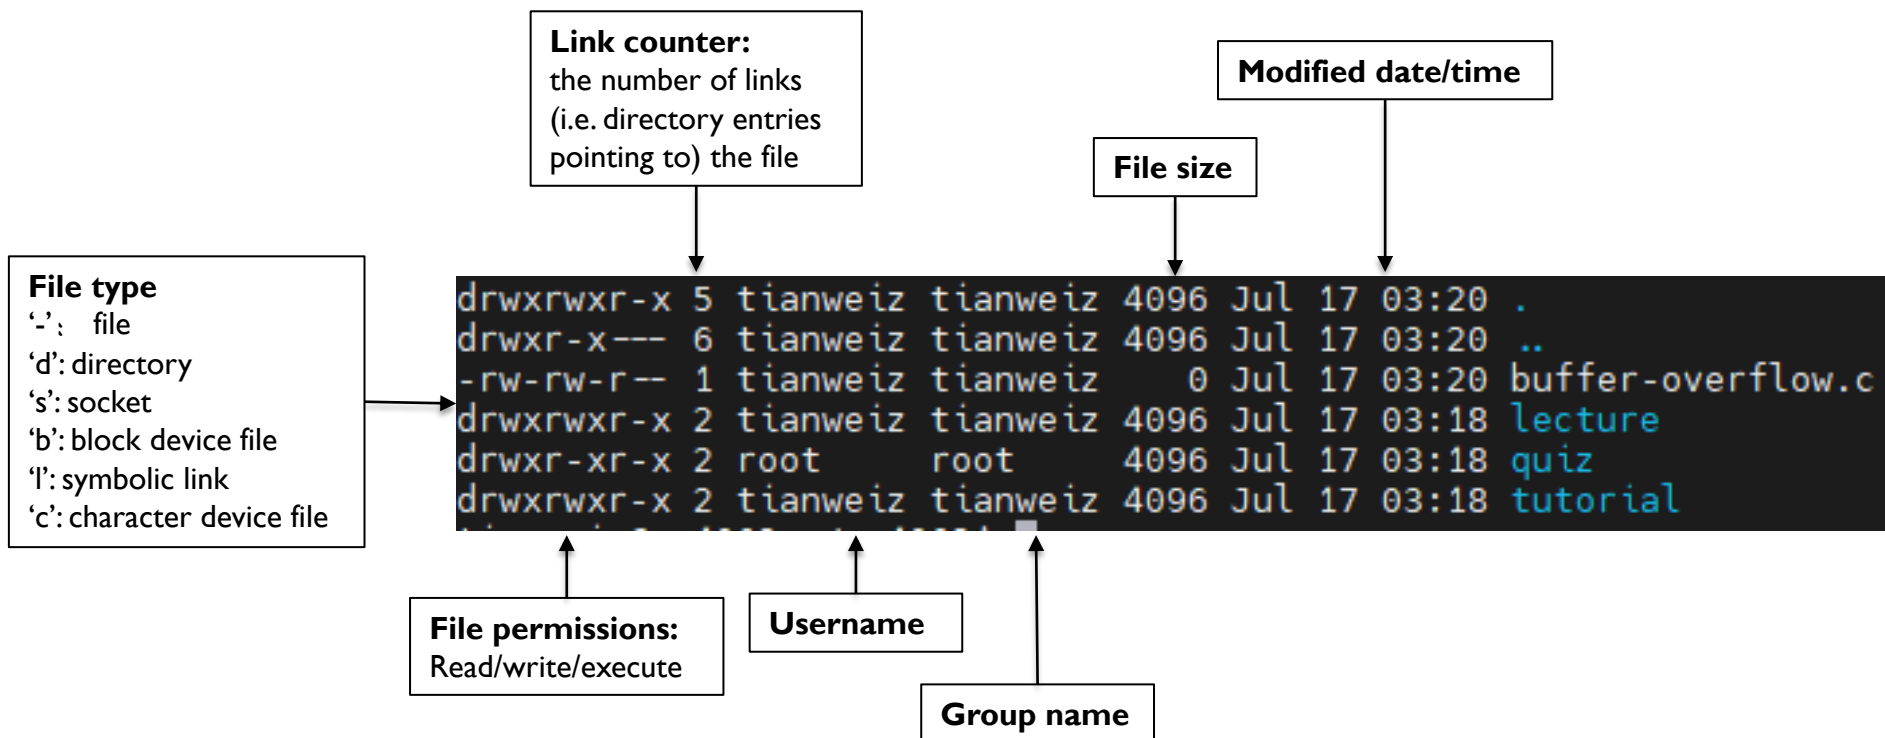 Link counter:
the number of links
(i.e. directory entries
pointing to) the file
Modified date/time
File size
File type
‘-’: file
‘d’: directory
‘s’: socket
‘b’: block device file
‘l’: symbolic link
‘c’: character device file
drwxrwxr-x 5 tianweiz tianweiz 4096 Jul 17 03:20 .
drwxr-x--- 6 tianweiz tianweiz 4096 Jul 17 03:20 ..
-rw-rw-r-- 1 tianweiz tianweiz    0 Jul 17 03:20 buffer-overflow.c
drwxrwxr-x 2 tianweiz tianweiz 4096 Jul 17 03:18 lecture
drwxr-xr-x 2 root     root     4096 Jul 17 03:18 quiz
drwxrwxr-x 2 tianweiz tianweiz 4096 Jul 17 03:18 tutorial
File permissions:
Read/write/execute
Username
Group name